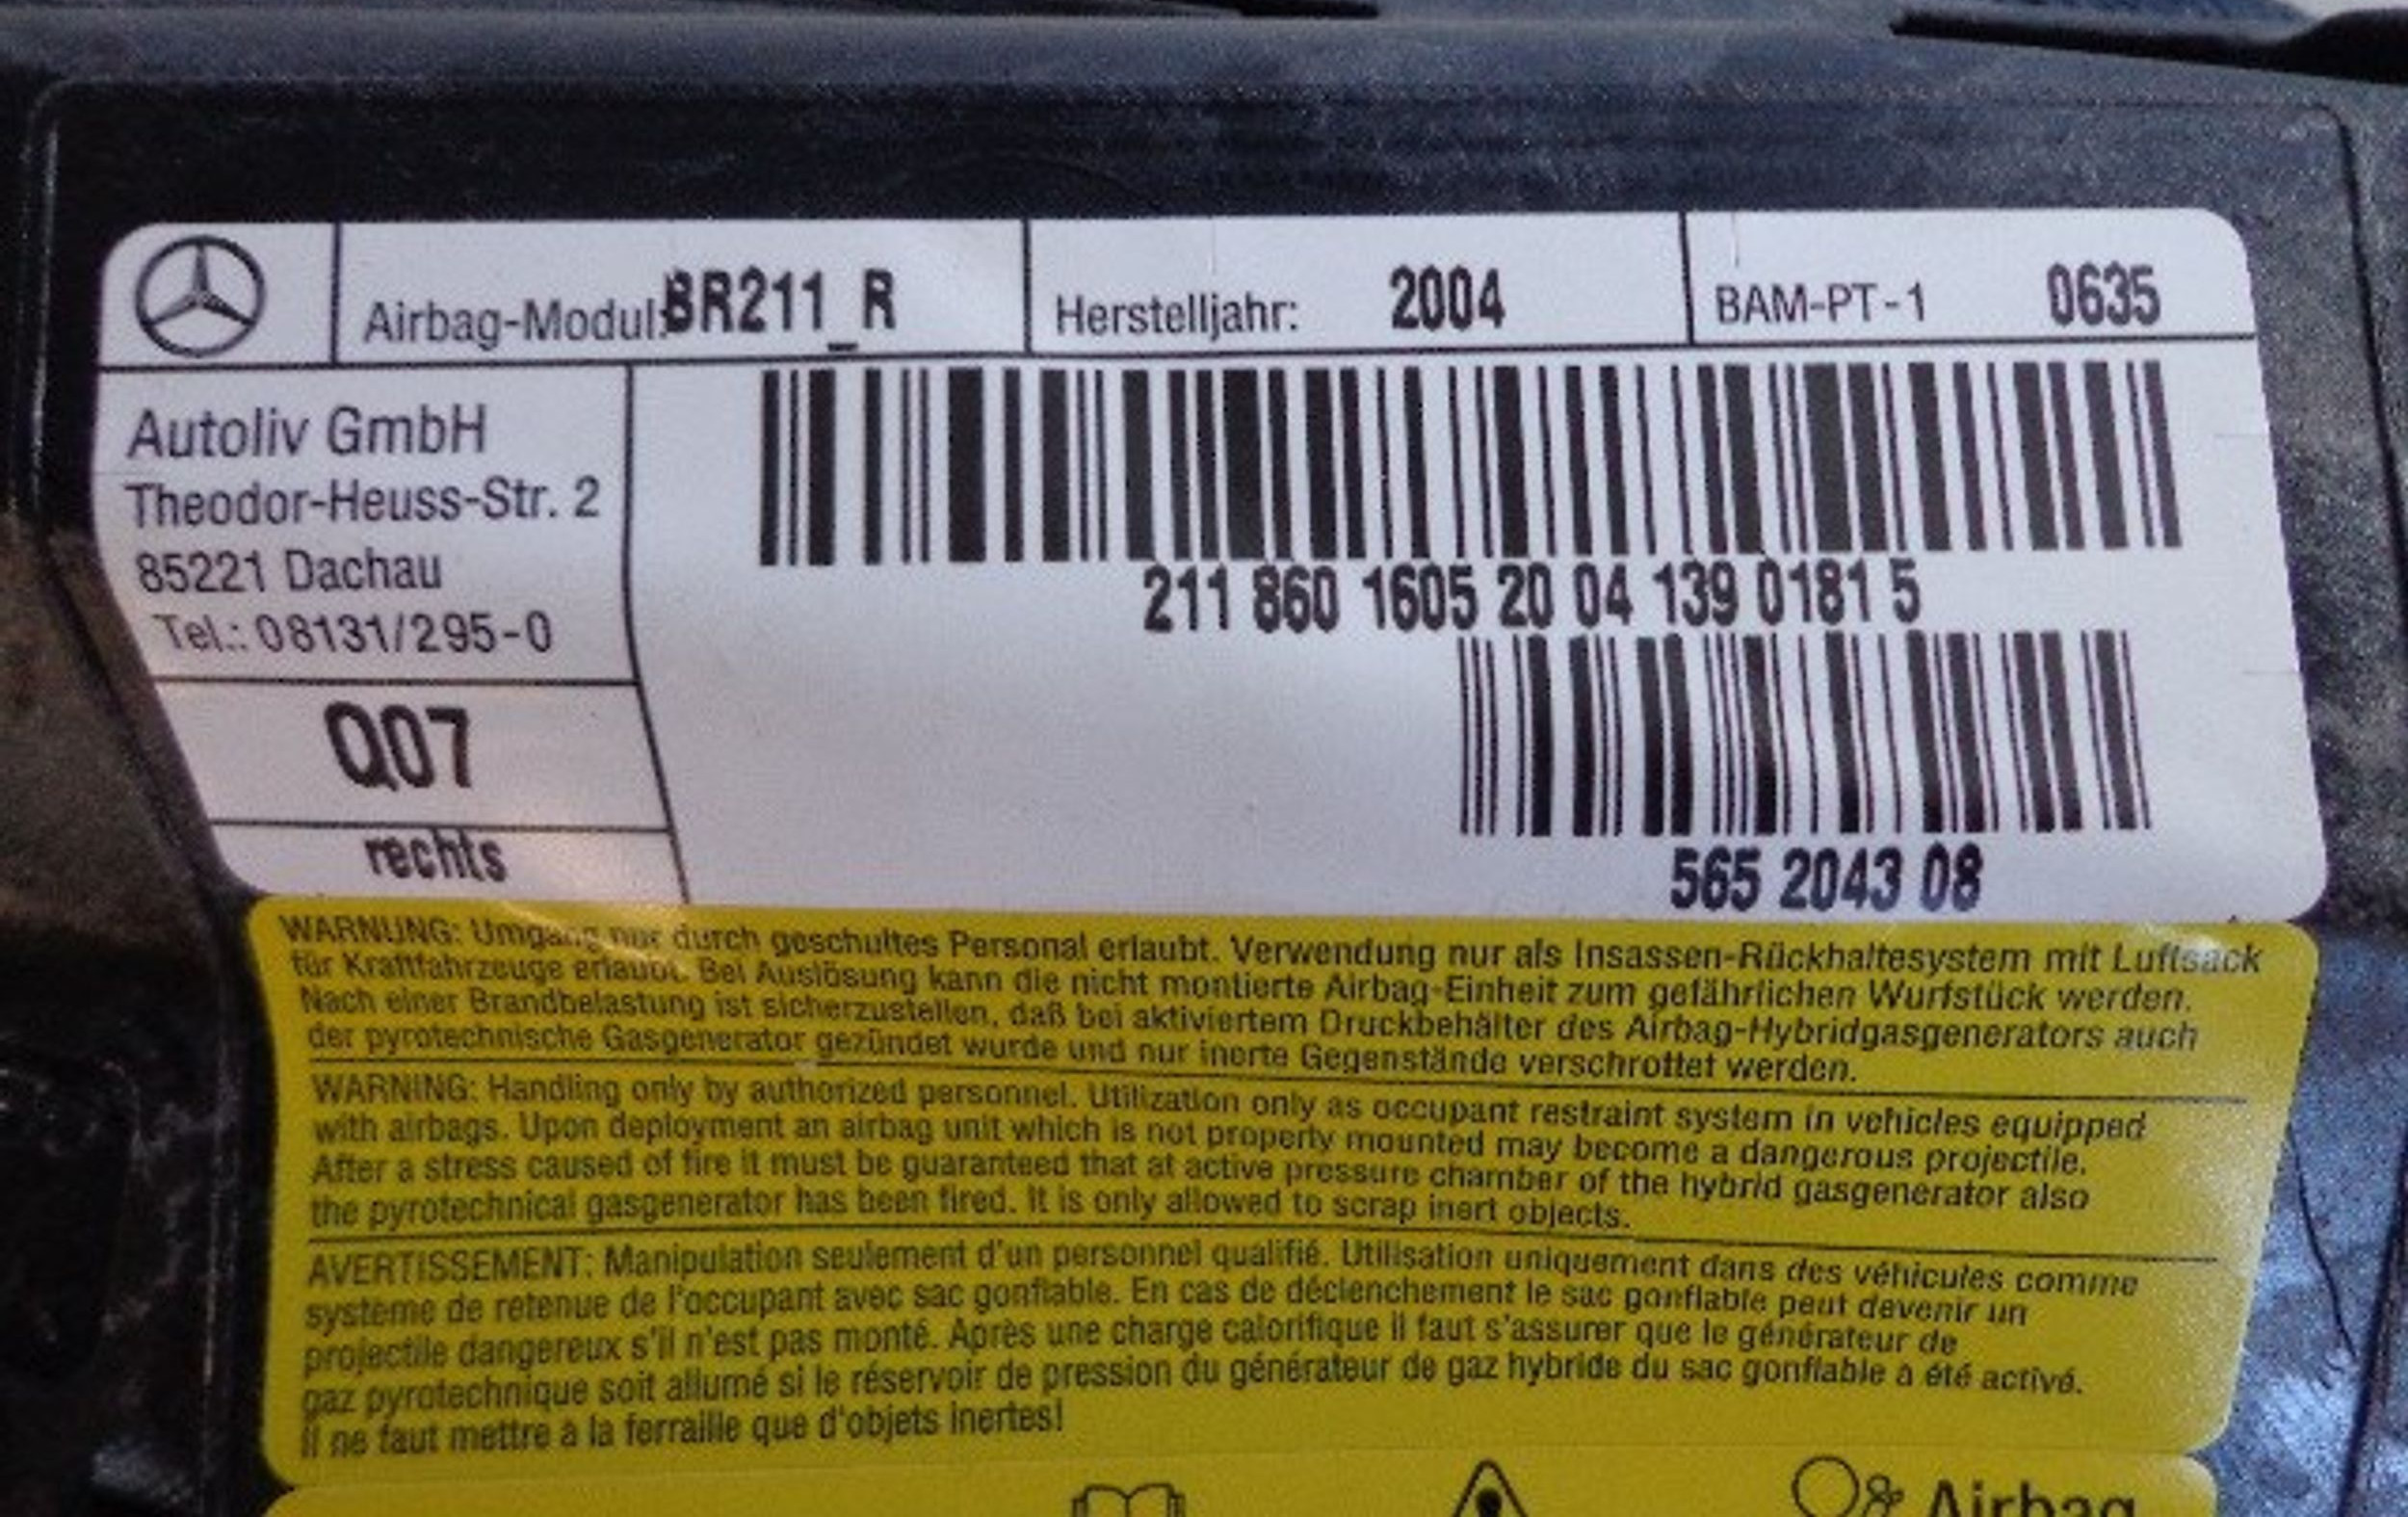 Airbag-Modul: BR211_R
Herstelljahr: 2004
BAM-PT-1 0635
Autoliv GmbH
Theodor-Heuss-Str. 2
85221 Dachau
Tel.: 08131/295-0
Q07
rechts
211 860 1605 20 04 139 0181 5
565 2043 08
WARNUNG: Umgang nur durch geschultes Personal erlaubt. Verwendung nur als Insassen-Rückhaltesystem mit Luftsack
für Kraftfahrzeuge erlaubt. Bei Auslösung kann die nicht montierte Airbag-Einheit zum gefährlichen Wurfstück werden.
Nach einer Brandbelastung ist sicherzustellen, daß bei aktiviertem Druckbehälter des Airbag-Hybridgasgenerators auch
der pyrotechnische Gasgenerator gezündet wurde und nur inerte Gegenstände verschrottet werden.
WARNING: Handling only by authorized personnel. Utilization only as occupant restraint system in vehicles equipped
with airbags. Upon deployment an airbag unit which is not properly mounted may become a dangerous projectile.
After a stress caused of fire it must be guaranteed that at active pressure chamber of the hybrid gasgenerator also
the pyrotechnical gasgenerator has been fired. It is only allowed to scrap inert objects.
AVERTISSEMENT: Manipulation seulement d'un personnel qualifié. Utilisation uniquement dans des véhicules comme
système de retenue de l'occupant avec sac gonflable. En cas de déclenchement le sac gonflable peut devenir un
projectile dangereux s'il n'est pas monté. Après une charge calorifique il faut s'assurer que le générateur de
gaz pyrotechnique soit allumé si le réservoir de pression du générateur de gaz hybride du sac gonflable a été activé.
Il ne faut mettre à la ferraille que d'objets inertes!
Airbag